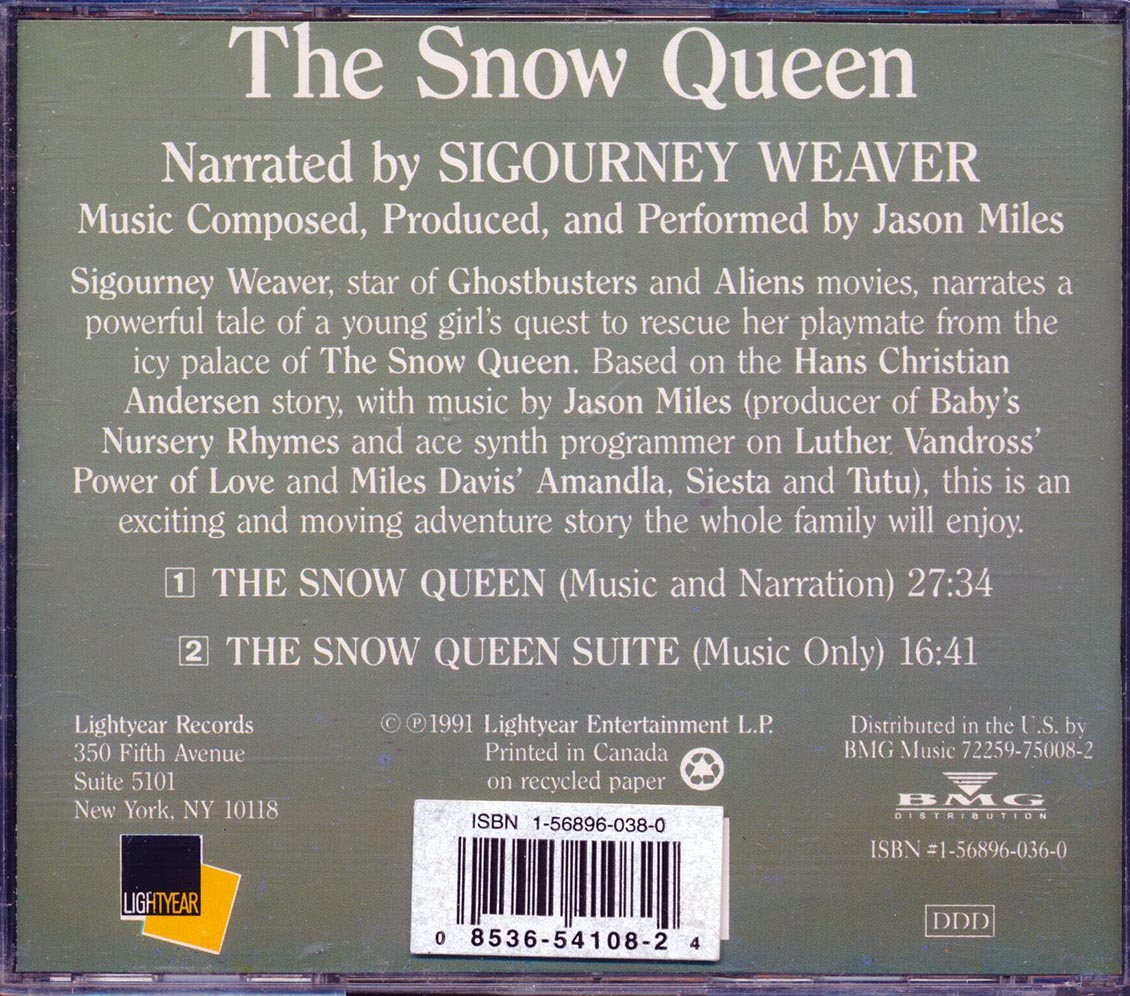 The Snow Queen
Narrated by SIGOURNEY WEAVER
Music Composed, Produced, and Performed by Jason Miles
Sigourney Weaver, star of Ghostbusters and Aliens movies, narrates a
powerful tale of a young girl's quest to rescue her playmate from the
icy palace of The Snow Queen. Based on the Hans Christian
Andersen story, with music by Jason Miles (producer of Baby's
Nursery Rhymes and ace synth programmer on Luther Vandross'
Power of Love and Miles Davis' Amandla, Siesta and Tutu), this is an
exciting and moving adventure story the whole family will enjoy.
1 THE SNOW QUEEN (Music and Narration) 27:34
2 THE SNOW QUEEN SUITE (Music Only) 16:41
Lightyear Records
350 Fifth Avenue
Suite 5101
New York, NY 10118
LIGHTYEAR
© ℗1991 Lightyear Entertainment L.P.
Printed in Canada
on recycled paper
ISBN 1-56896-038-0
0 8536-54108-2 4
Distributed in the U.S. by
BMG Music 72259-75008-2
BMG
DISTRIBUTION
ISBN #1-56896-036-0
DDD